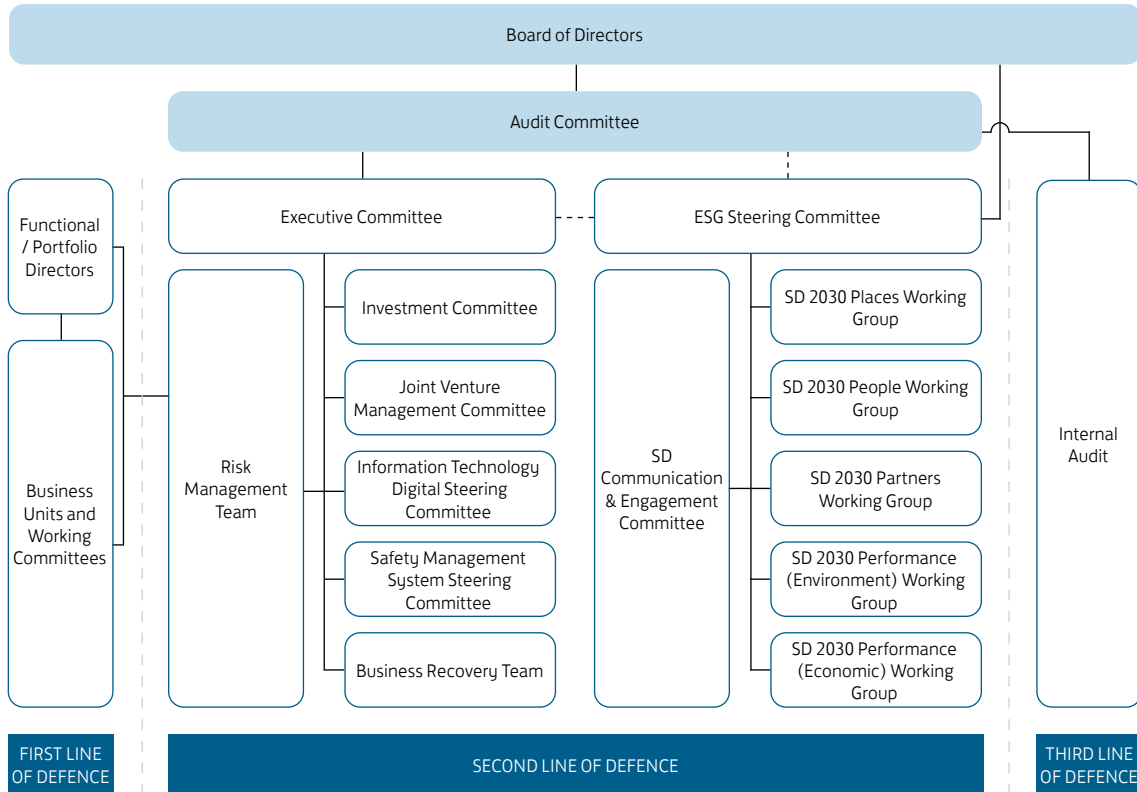 Board of Directors
Audit Committee
Functional
/ Portfolio
Directors
Executive Committee
ESG Steering Committee
Business
Units and
Working
Committees
Risk
Management
Team
Investment Committee
Joint Venture
Management Committee
Information Technology
Digital Steering
Committee
Safety Management
System Steering
Committee
Business Recovery Team
SD
Communication
& Engagement
Committee
SD 2030 Places Working
Group
SD 2030 People Working
Group
SD 2030 Partners
Working Group
SD 2030 Performance
(Environment) Working
Group
SD 2030 Performance
(Economic) Working
Group
Internal
Audit
FIRST LINE
OF DEFENCE
SECOND LINE OF DEFENCE
THIRD LINE
OF DEFENCE